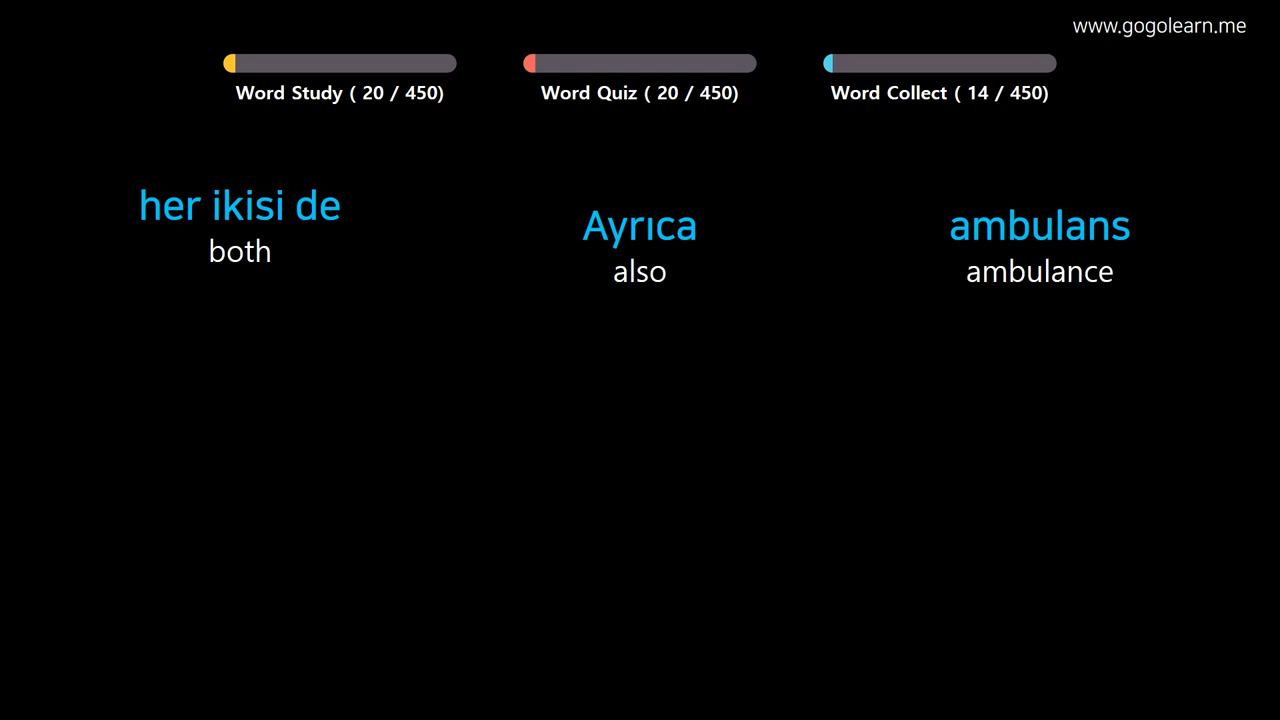 www.gogolearn.me
Word Study ( 20 / 450)
Word Quiz ( 20 / 450)
Word Collect ( 14 / 450)
her ikisi de
both
Ayrıca
also
ambulans
ambulance